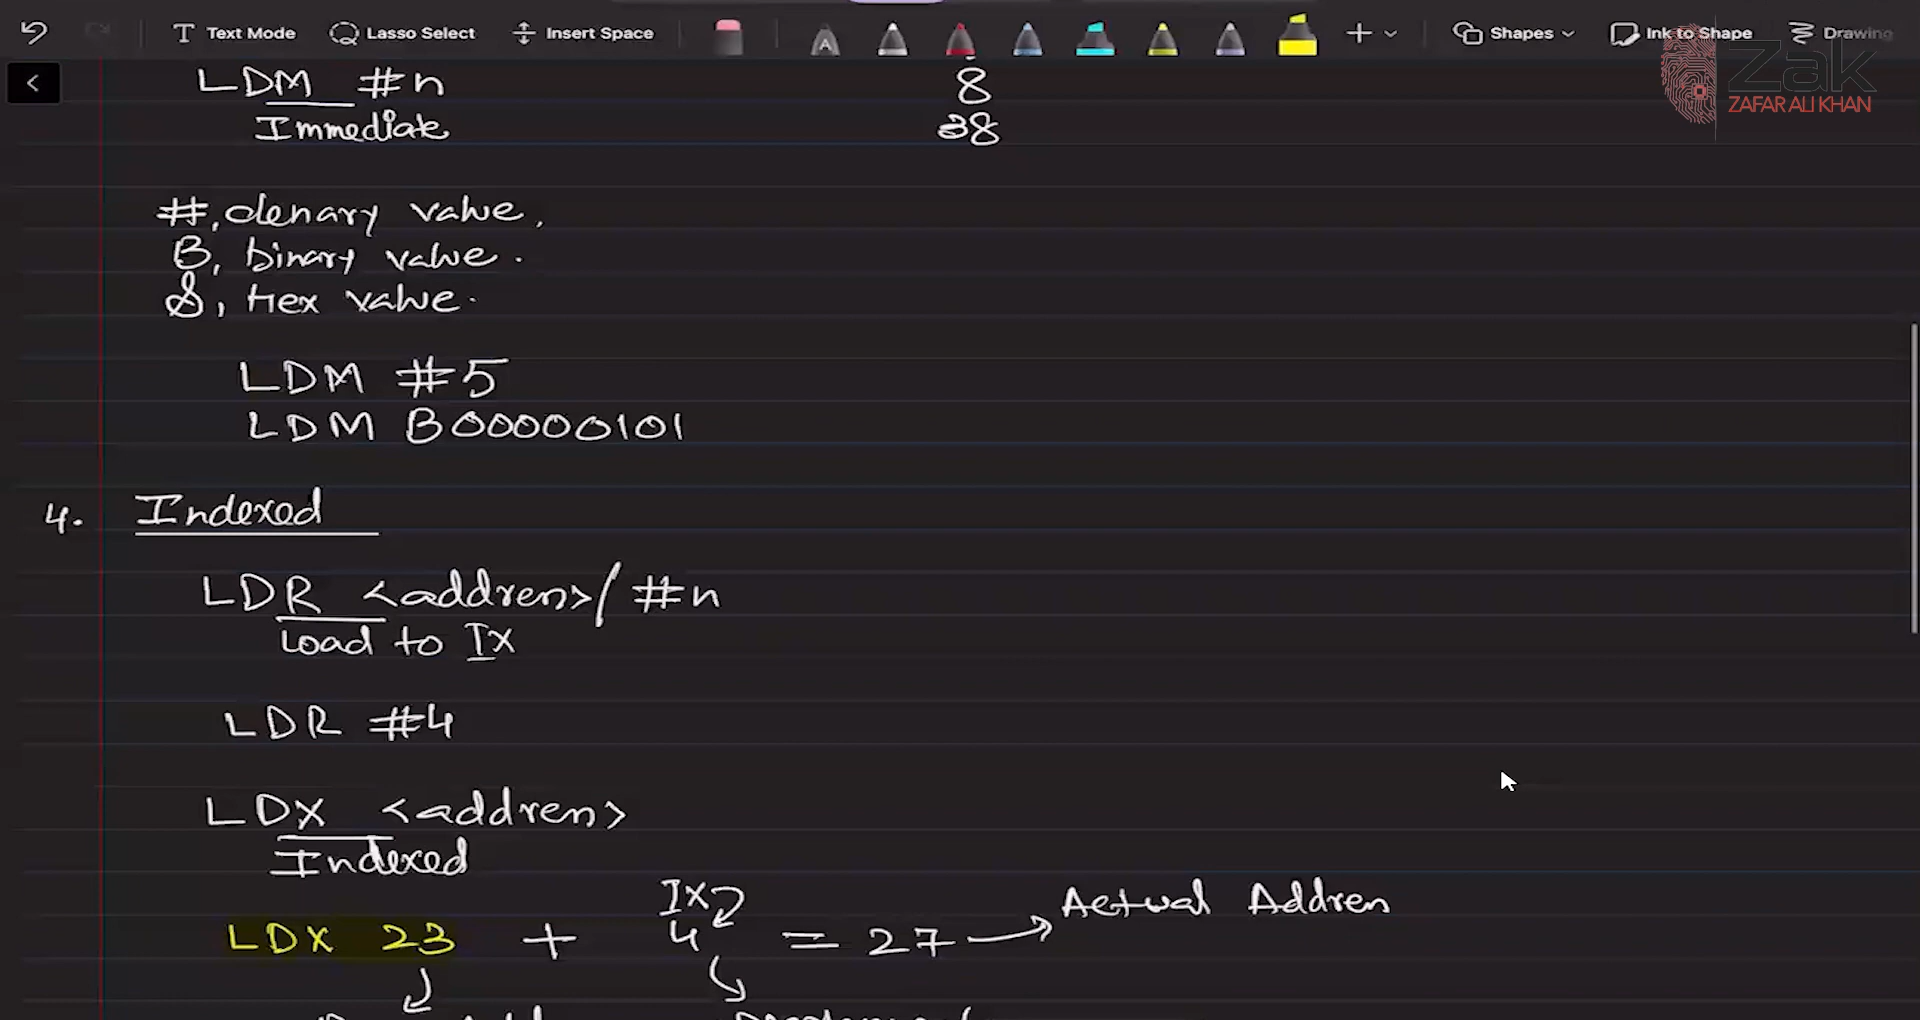 Text Mode Lasso Select Insert Space Shapes Ink to Shape Drawing
Zak
ZAFAR ALI KHAN
LDM #n
Immediate
8
38
#, denary value,
B, binary value.
&, Hex value.
LDM #5
LDM B00000101
4. Indexed
LDR <address>/ #n
Load to IX
LDR #4
LDX <address>
Indexed
IX
Actual Address
LDX 23 + 4 = 27